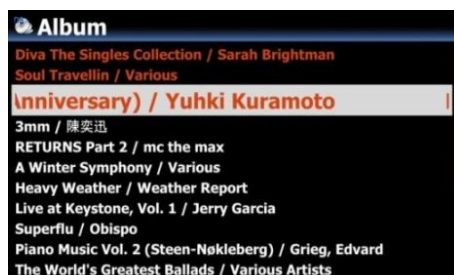 Album
Diva The Singles Collection / Sarah Brightman
Soul Travellin / Various
Anniversary) / Yuhki Kuramoto
3mm / 陳奕迅
RETURNS Part 2 / mc the max
A Winter Symphony / Various
Heavy Weather / Weather Report
Live at Keystone, Vol. 1 / Jerry Garcia
Superflu / Obispo
Piano Music Vol. 2 (Steen-Nøkleberg) / Grieg, Edvard
The World's Greatest Ballads / Various Artists